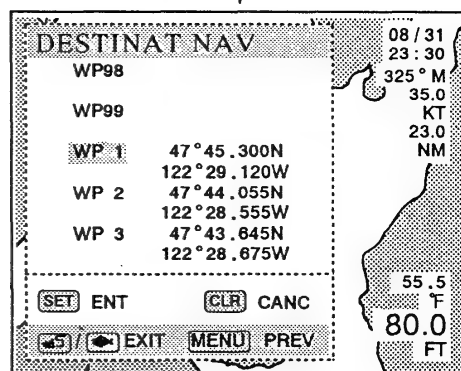 DESTINAT NAV
WP98
WP99
WP 1 47°45.300N
122°29.120W
WP 2 47°44.055N
122°28.555W
WP 3 47°43.645N
122°28.675W
SET ENT CLR CANC
/ EXIT MENU PREV
08/31
23:30
325°M
35.0
KT
23.0
NM
55.5
°F
80.0
FT